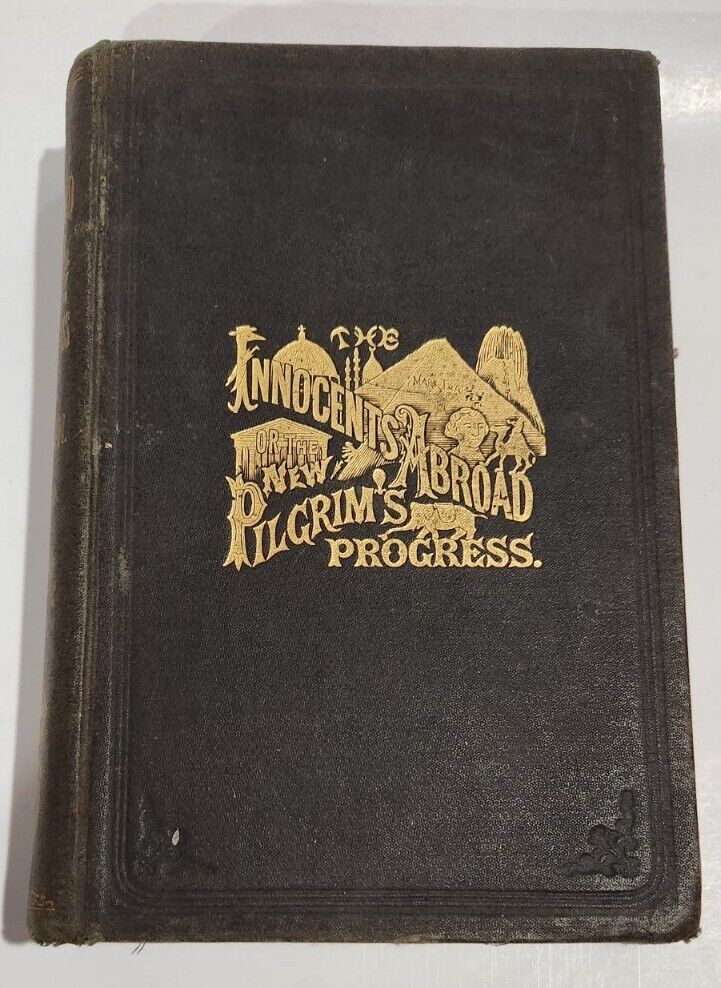 THE
INNOCENTS ABROAD
MARK TWAIN
OR THE
NEW
PILGRIM'S
PROGRESS.